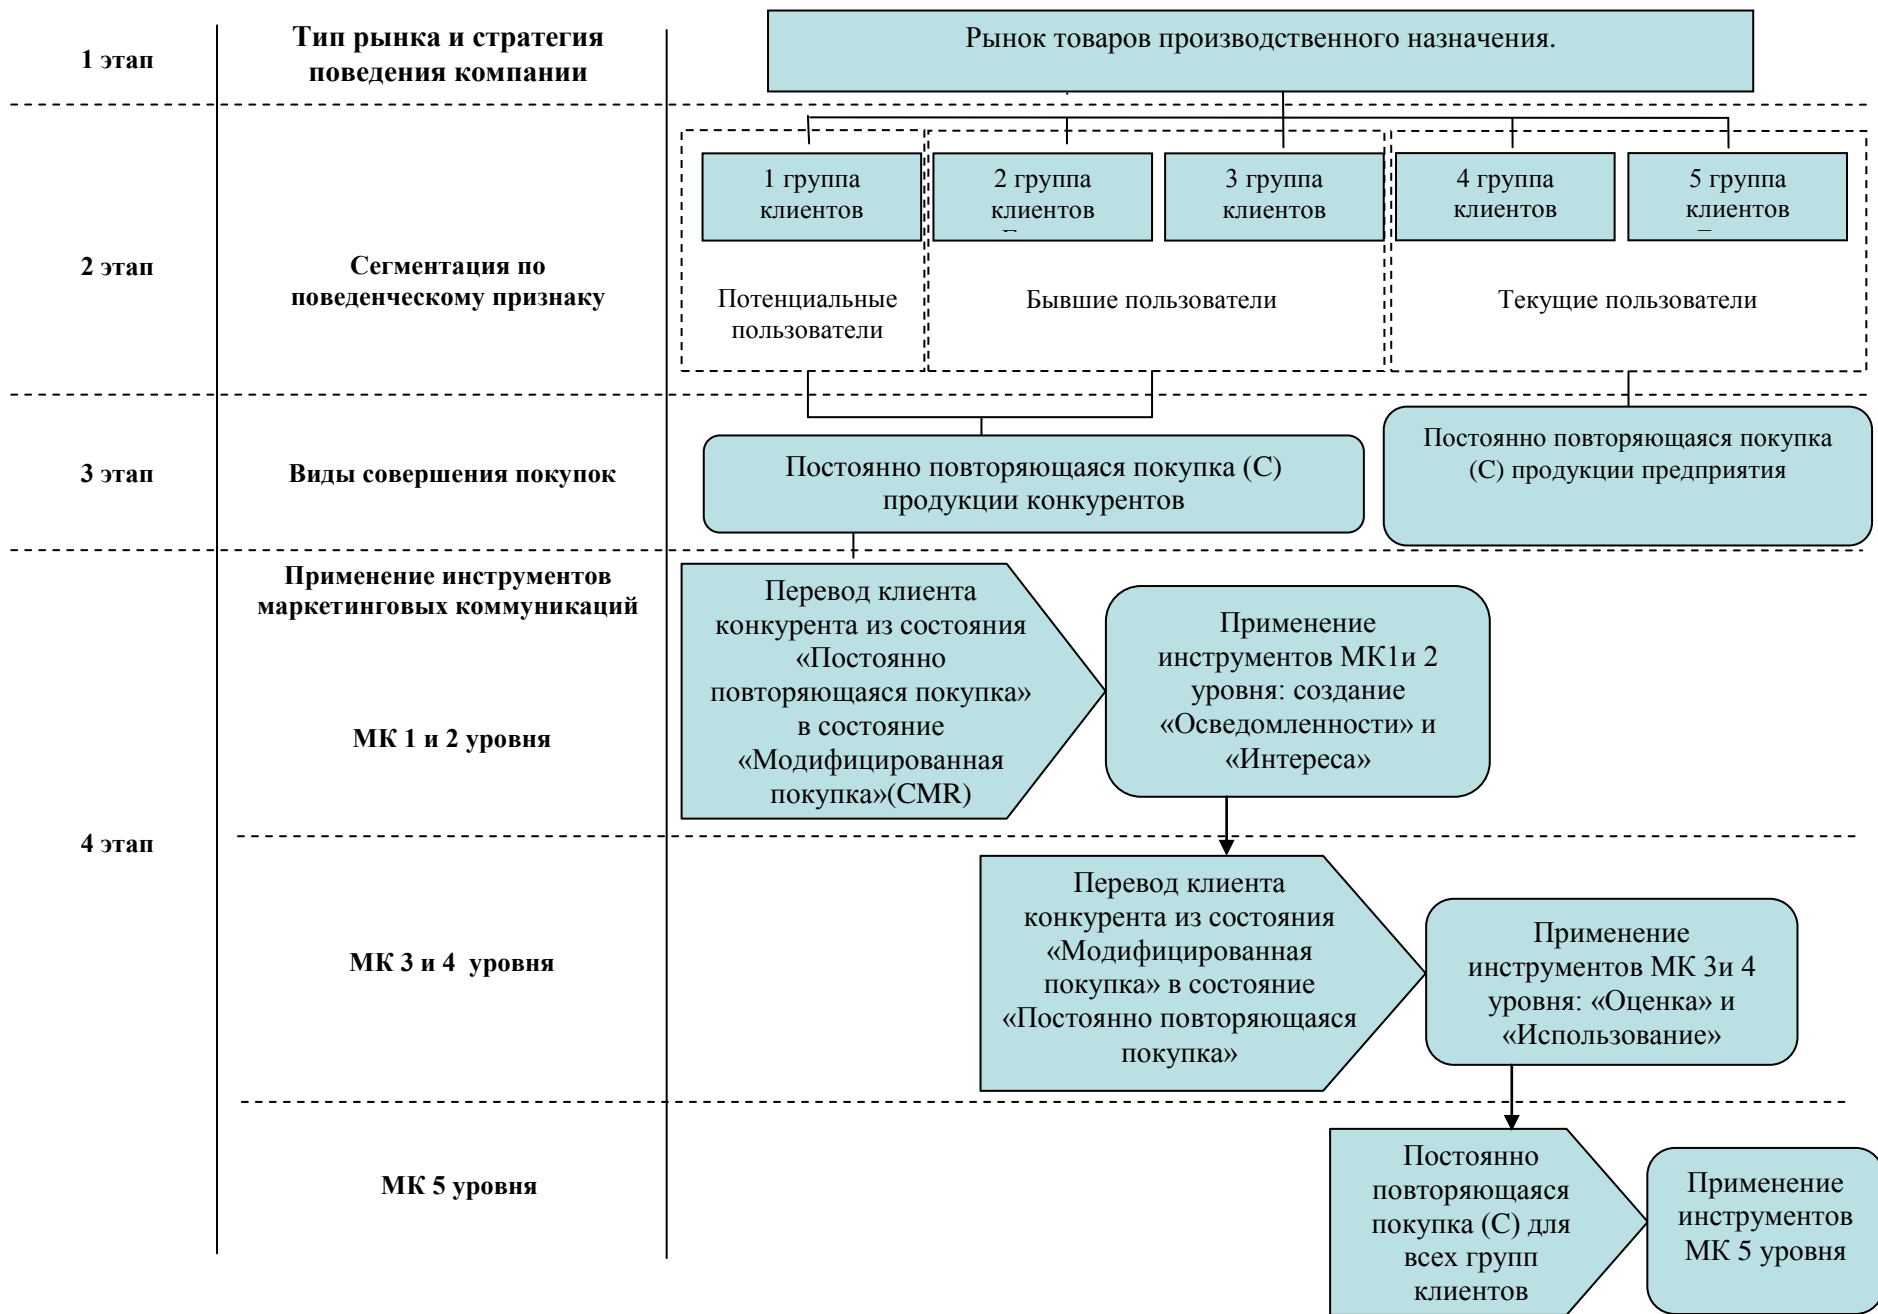 1 этап
Тип рынка и стратегия
поведения компании
Рынок товаров производственного назначения.
2 этап
Сегментация по
поведенческому признаку
1 группа
клиентов
2 группа
клиентов
3 группа
клиентов
4 группа
клиентов
5 группа
клиентов
Потенциальные
пользователи
Бывшие пользователи
Текущие пользователи
3 этап
Виды совершения покупок
Постоянно повторяющаяся покупка (С)
продукции конкурентов
Постоянно повторяющаяся покупка
(С) продукции предприятия
4 этап
Применение инструментов
маркетинговых коммуникаций
МК 1 и 2 уровня
Перевод клиента
конкурента из состояния
«Постоянно
повторяющаяся покупка»
в состояние
«Модифицированная
покупка»(CMR)
Применение
инструментов МК1и 2
уровня: создание
«Осведомленности» и
«Интереса»
МК 3 и 4  уровня
Перевод клиента
конкурента из состояния
«Модифицированная
покупка» в состояние
«Постоянно повторяющаяся
покупка»
Применение
инструментов МК 3и 4
уровня: «Оценка» и
«Использование»
МК 5 уровня
Постоянно
повторяющаяся
покупка (С) для
всех групп
клиентов
Применение
инструментов
МК 5 уровня